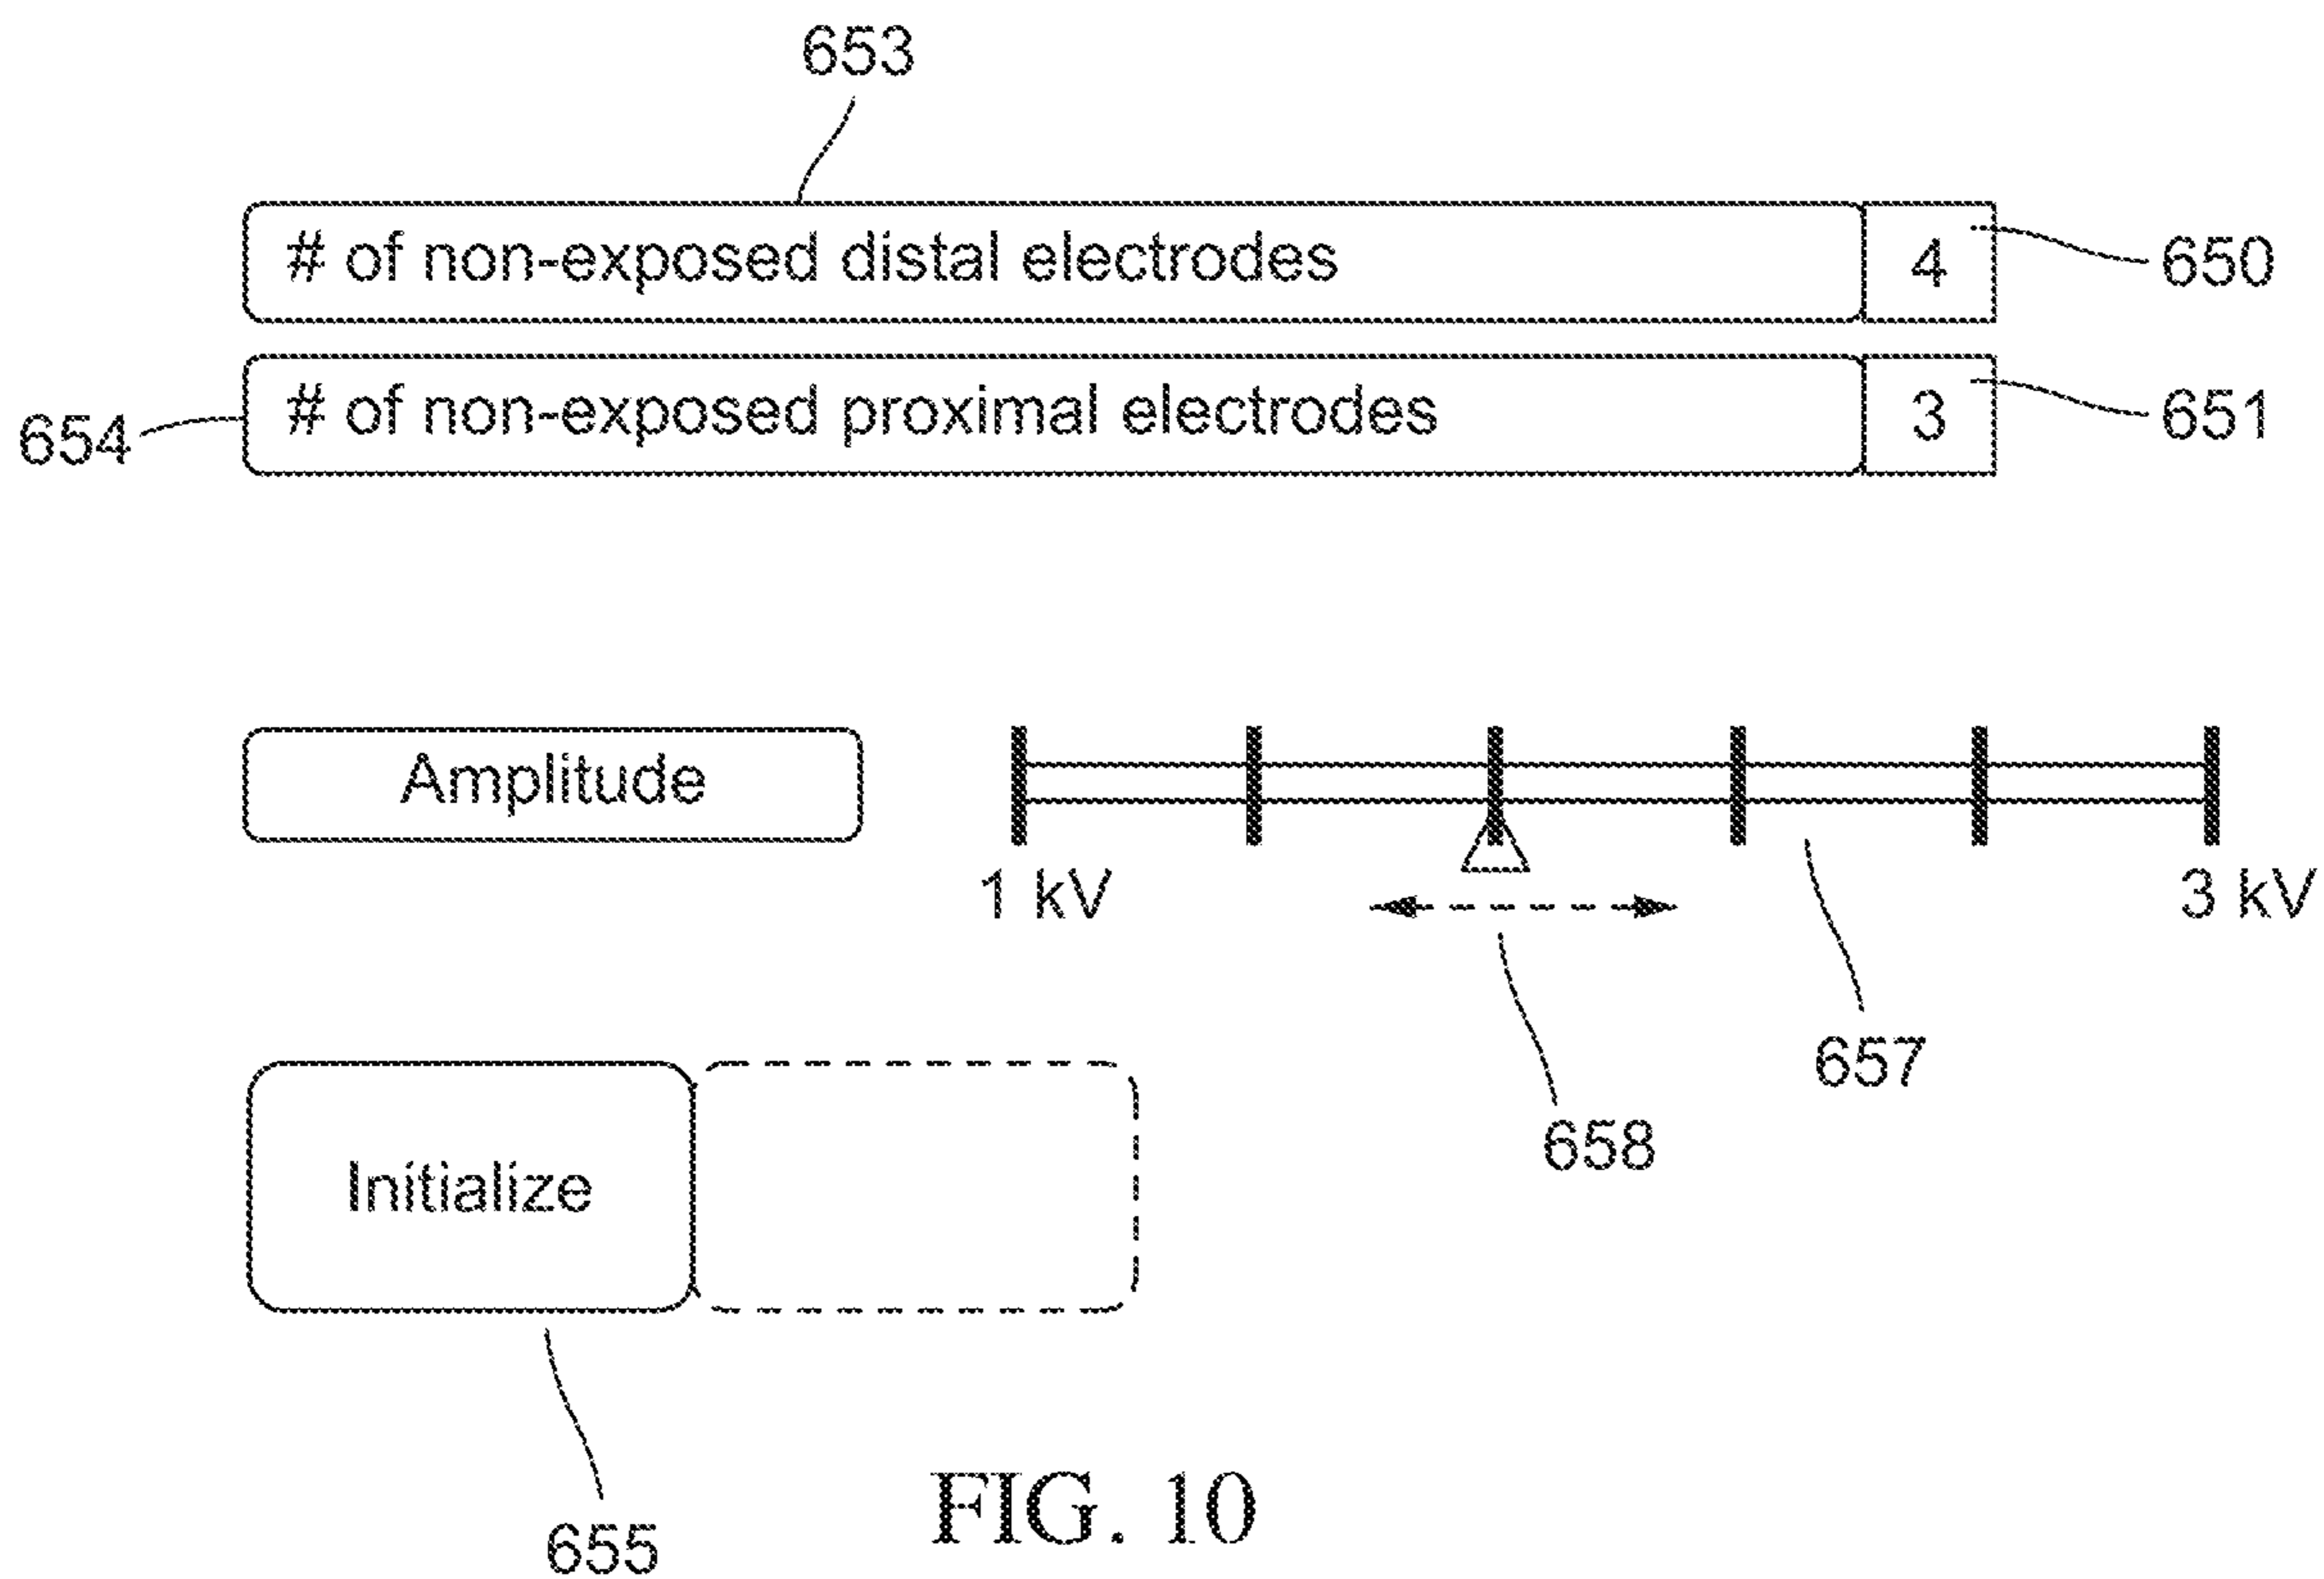 653
# of non-exposed distal electrodes 4 650
654 # of non-exposed proximal electrodes 3 651
Amplitude
1 kV 3 kV
657
658
Initialize
655
FIG. 10